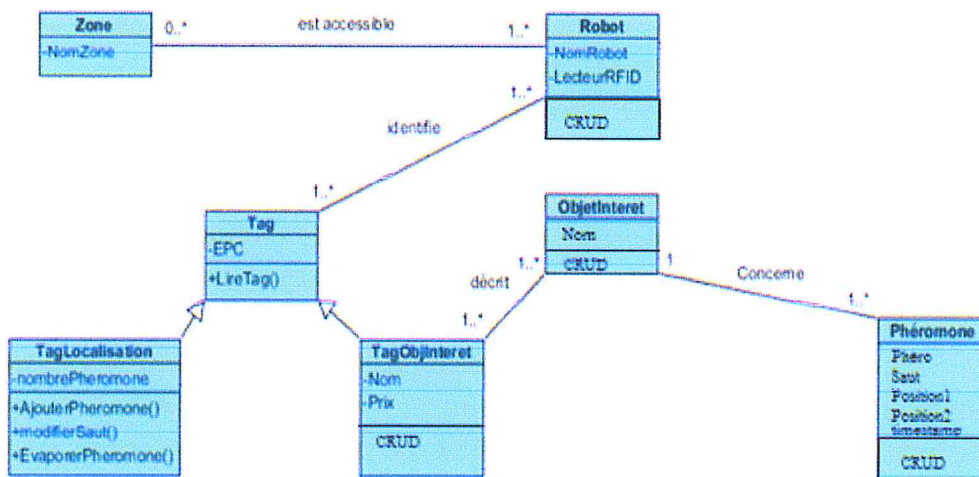 Zone
-NomZone
0..*
est accessible
1..*
Robot
-NomRobot
-LecteurRFID
CRUD
1..*
identifie
1..*
Tag
-EPC
+LireTag()
ObjetInteret
Nom
CRUD
1..*
décrit
1..*
1
Concerne
1..*
TagLocalisation
-nombrePheromone
+AjouterPheromone()
+modifierSaut()
+EvaporerPheromone()
TagObjInteret
-Nom
-Prix
CRUD
Phéromone
Phéro
Saut
Position1
Position2
timestamp
CRUD